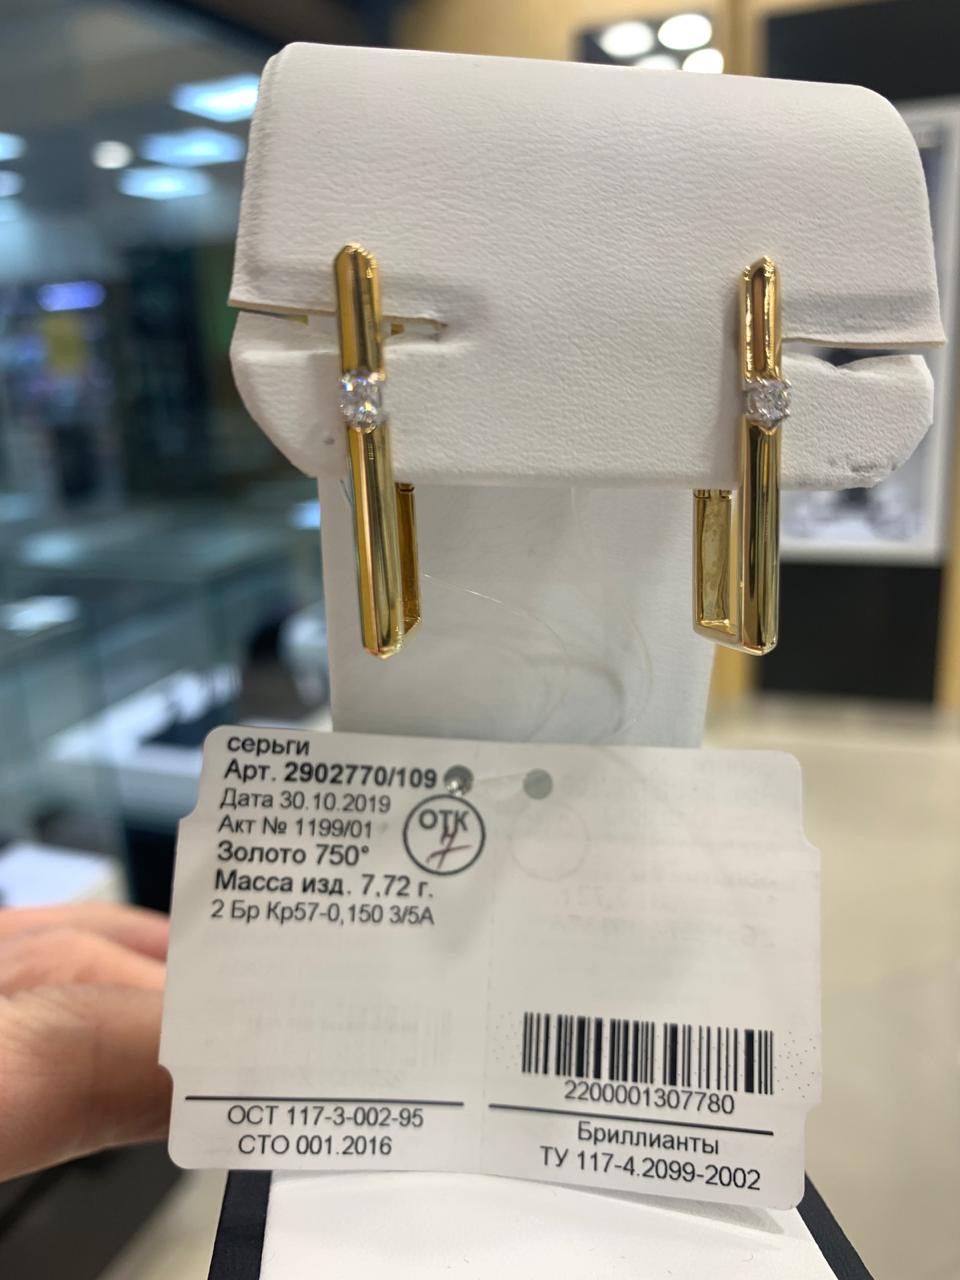 серьги
Арт. 2902770/109
Дата 30.10.2019
Акт № 1199/01
Золото 750°
Масса изд. 7,72 г.
2 Бр Кр57-0,150 3/5А
ОТК
7
ОСТ 117-3-002-95
СТО 001.2016
2200001307780
Бриллианты
ТУ 117-4.2099-2002